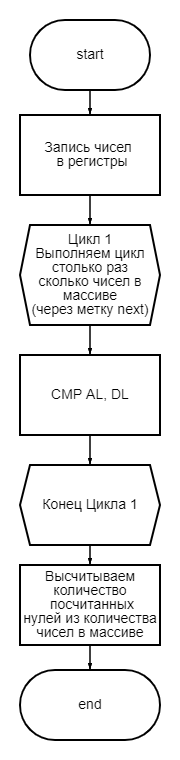 start
Запись чисел
в регистры
Цикл 1
Выполняем цикл
столько раз
сколько чисел в
массиве
(через метку next)
CMP AL, DL
Конец Цикла 1
Высчитываем
количество
посчитанных
нулей из количества
чисел в массиве
end